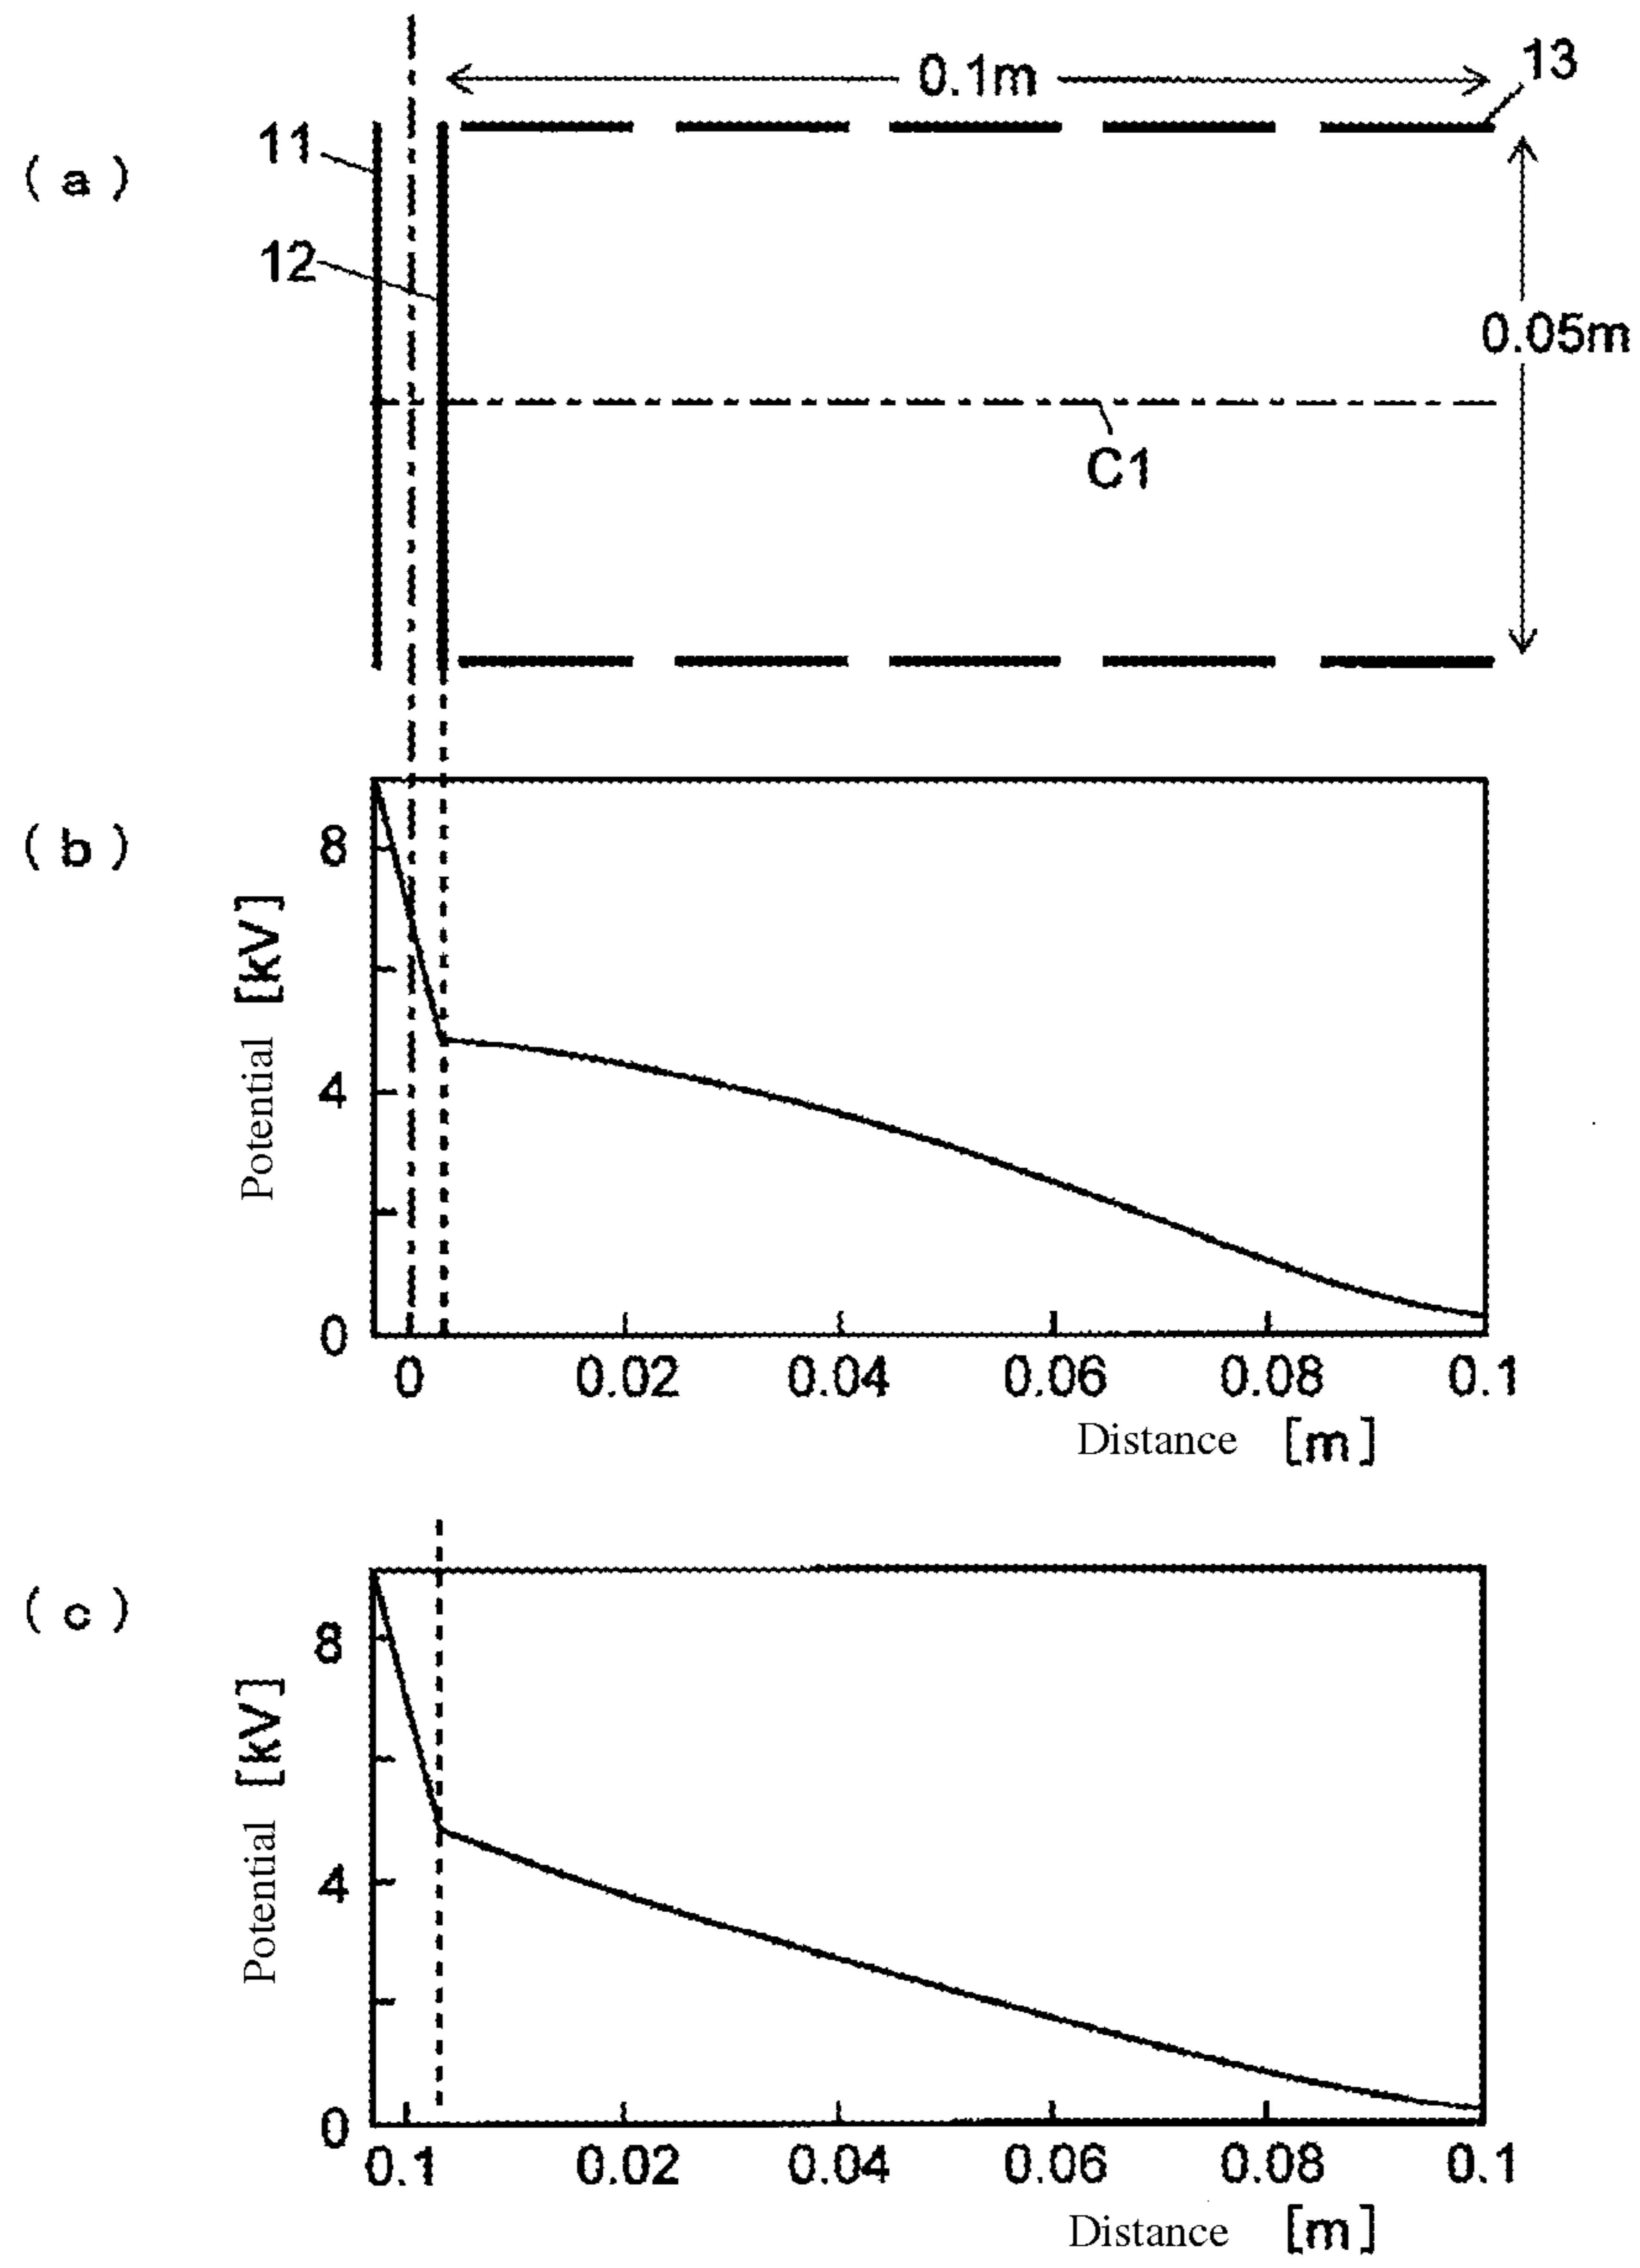 0.1m
13
11
( a )
12
0.05m
C1
( b )
8
4
0
Potential [kV]
0 0.02 0.04 0.06 0.08 0.1
Distance [m]
( c )
8
4
0
Potential [kV]
0.1 0.02 0.04 0.06 0.08 0.1
Distance [m]